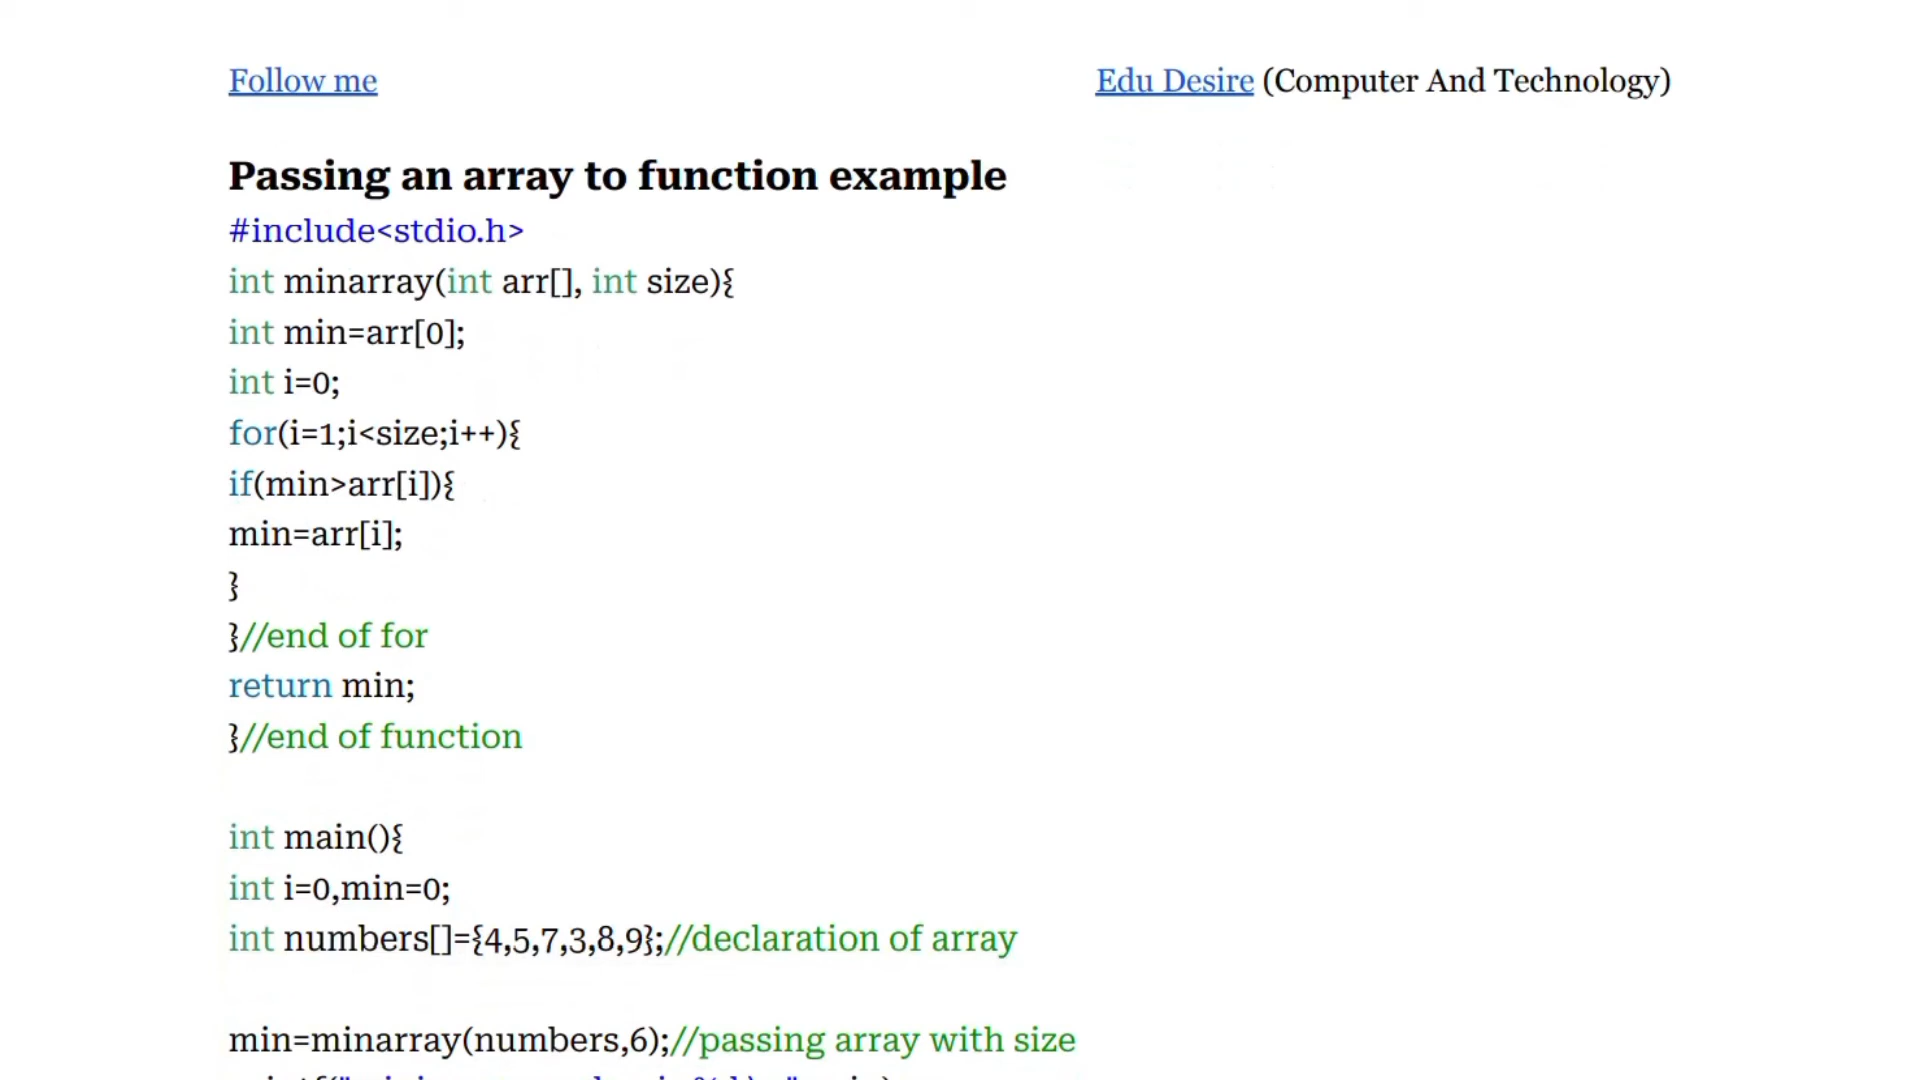 Follow me
Edu Desire (Computer And Technology)
Passing an array to function example
#include<stdio.h>
int minarray(int arr[], int size){
int min=arr[0];
int i=0;
for(i=1;i<size;i++){
if(min>arr[i]){
min=arr[i];
}
}//end of for
return min;
}//end of function
int main(){
int i=0,min=0;
int numbers[]={4,5,7,3,8,9};//declaration of array
min=minarray(numbers,6);//passing array with size